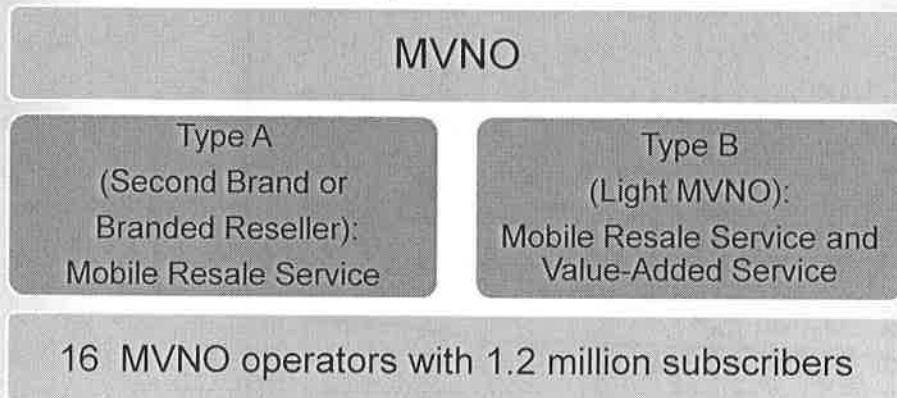 MVNO
Type A
(Second Brand or
Branded Reseller):
Mobile Resale Service
Type B
(Light MVNO):
Mobile Resale Service and
Value-Added Service
16 MVNO operators with 1.2 million subscribers